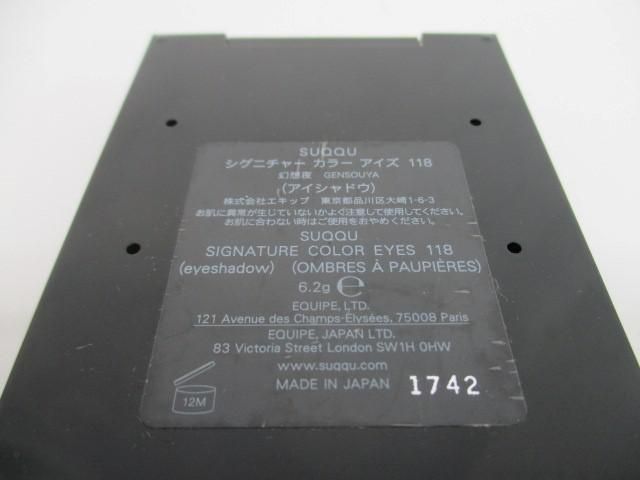 SUQQU
シグニチャー カラー アイズ 118
幻想夜 GENSOUYA
(アイシャドウ)
株式会社エキップ 東京都品川区大崎1-6-3
お肌に異常が生じていないかよく注意して使用してください。
お肌に合わない時はご使用をおやめください。
SUQQU
SIGNATURE COLOR EYES 118
(eyeshadow) (OMBRES À PAUPIÈRES)
6.2g ℮
EQUIPE, LTD.
121 Avenue des Champs-Élysées, 75008 Paris
EQUIPE, JAPAN LTD.
83 Victoria Street London SW1H 0HW
www.suqqu.com
MADE IN JAPAN 1742
12M